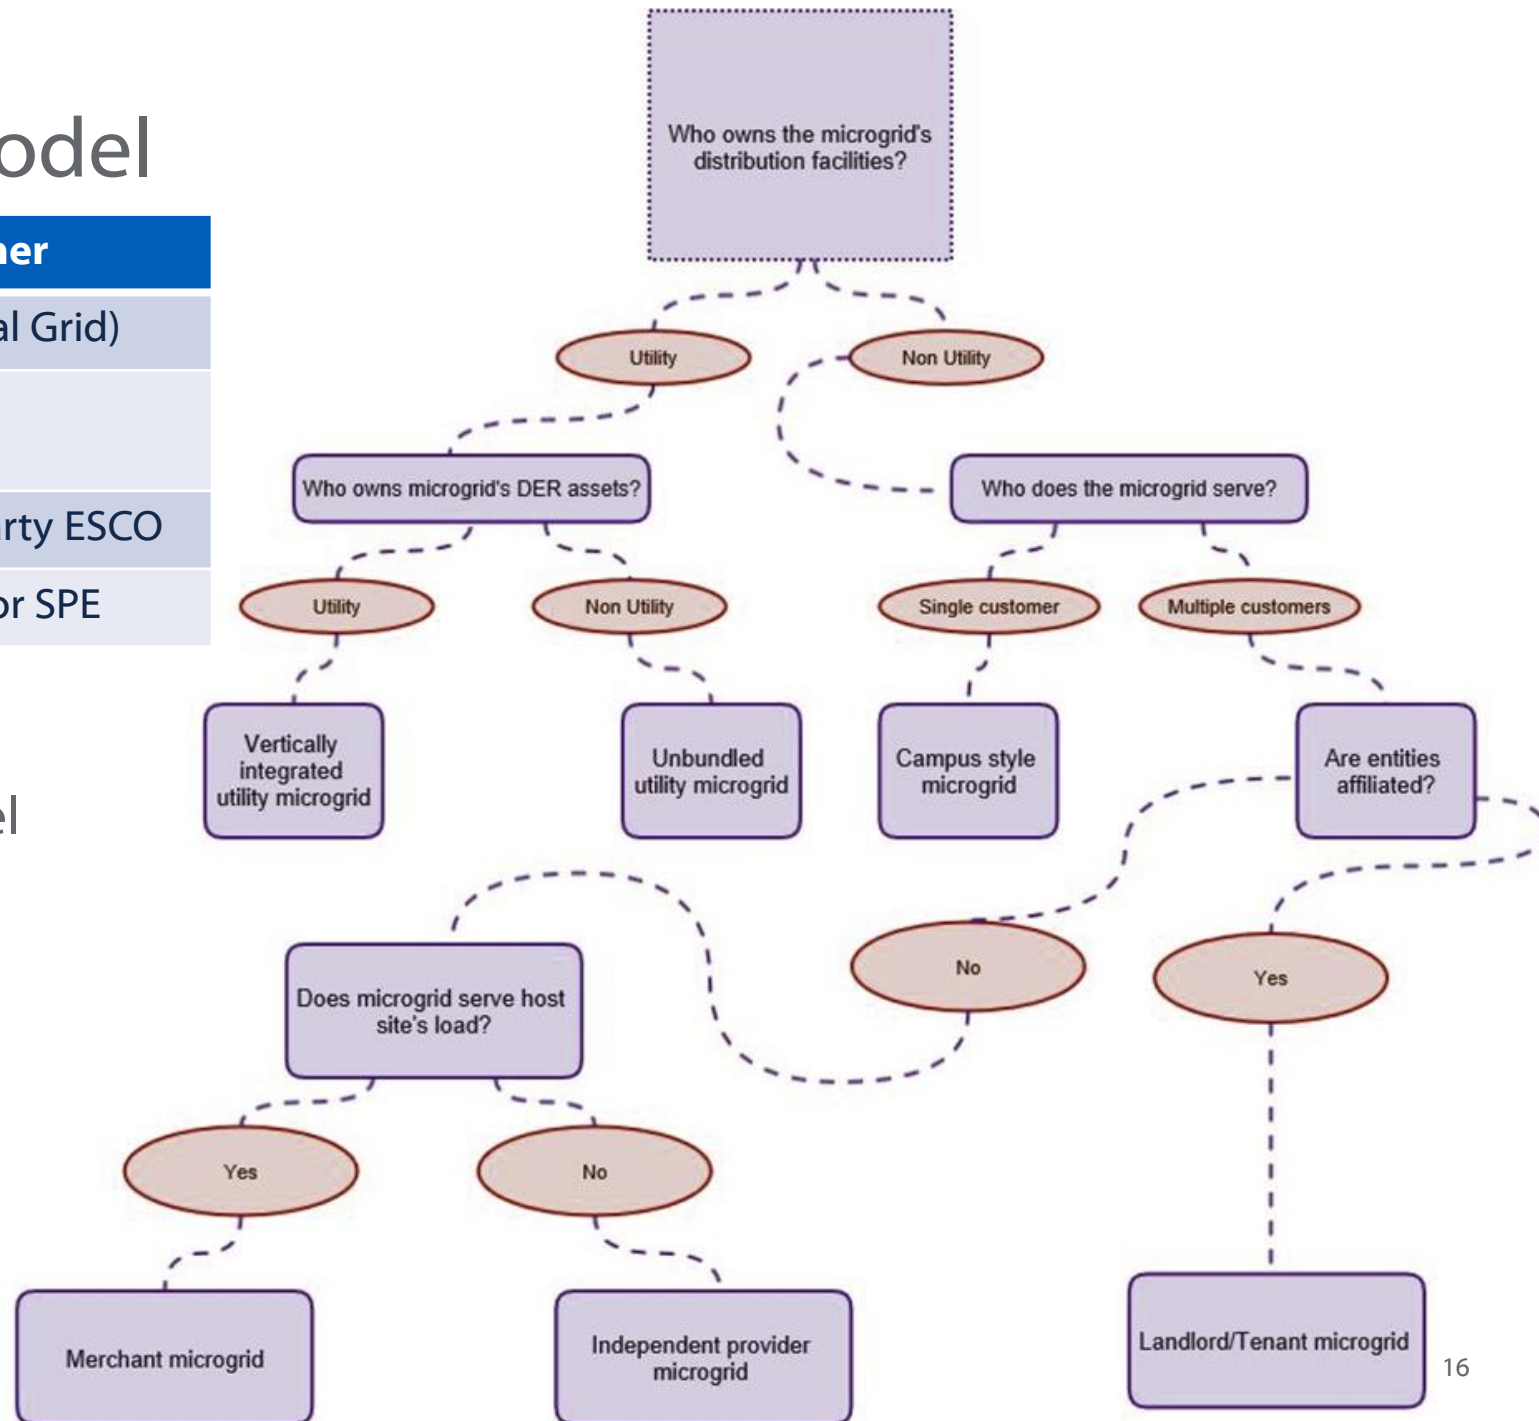 odel
ner
al Grid)
arty ESCO
or SPE
el
Who owns the microgrid's
distribution facilities?
Utility
Non Utility
Who owns microgrid's DER assets?
Who does the microgrid serve?
Utility
Non Utility
Single customer
Multiple customers
Vertically
integrated
utility microgrid
Unbundled
utility microgrid
Campus style
microgrid
Are entities
affiliated?
No
Yes
Does microgrid serve host
site's load?
Yes
No
Merchant microgrid
Independent provider
microgrid
Landlord/Tenant microgrid
16